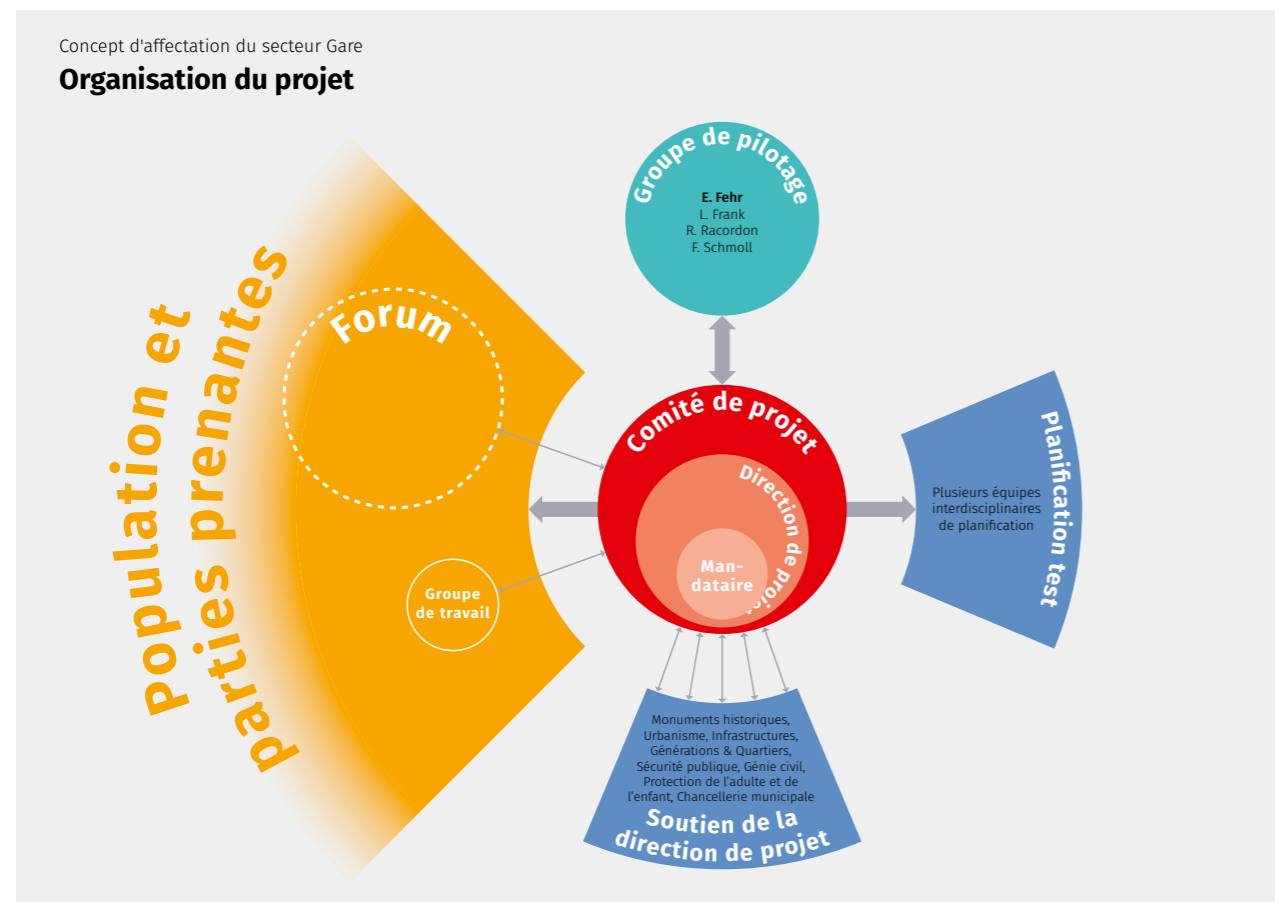 Concept d'affectation du secteur Gare
Organisation du projet
Groupe de pilotage
E. Fehr
L. Frank
R. Racordon
F. Schmoll
Population et
parties prenantes
Forum
Groupe
de travail
Comité de projet
Direction de projet
Man-
dataire
Planification test
Plusieurs équipes
interdisciplinaires
de planification
Monuments historiques,
Urbanisme, Infrastructures,
Générations & Quartiers,
Sécurité publique, Génie civil,
Protection de l’adulte et de
l’enfant, Chancellerie municipale
Soutien de la
direction de projet